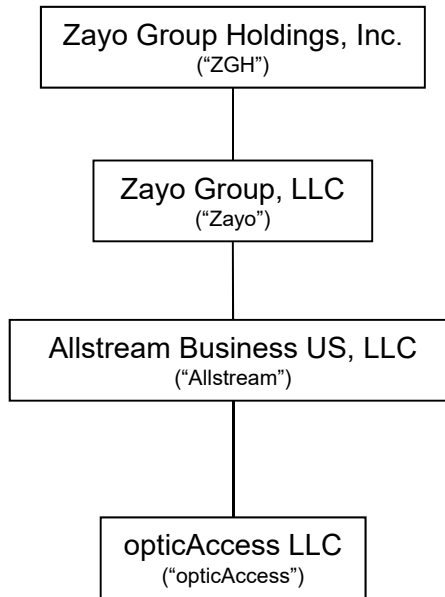 Zayo Group Holdings, Inc.
(“ZGH”)
Zayo Group, LLC
(“Zayo”)
Allstream Business US, LLC
(“Allstream”)
opticAccess LLC
(“opticAccess”)